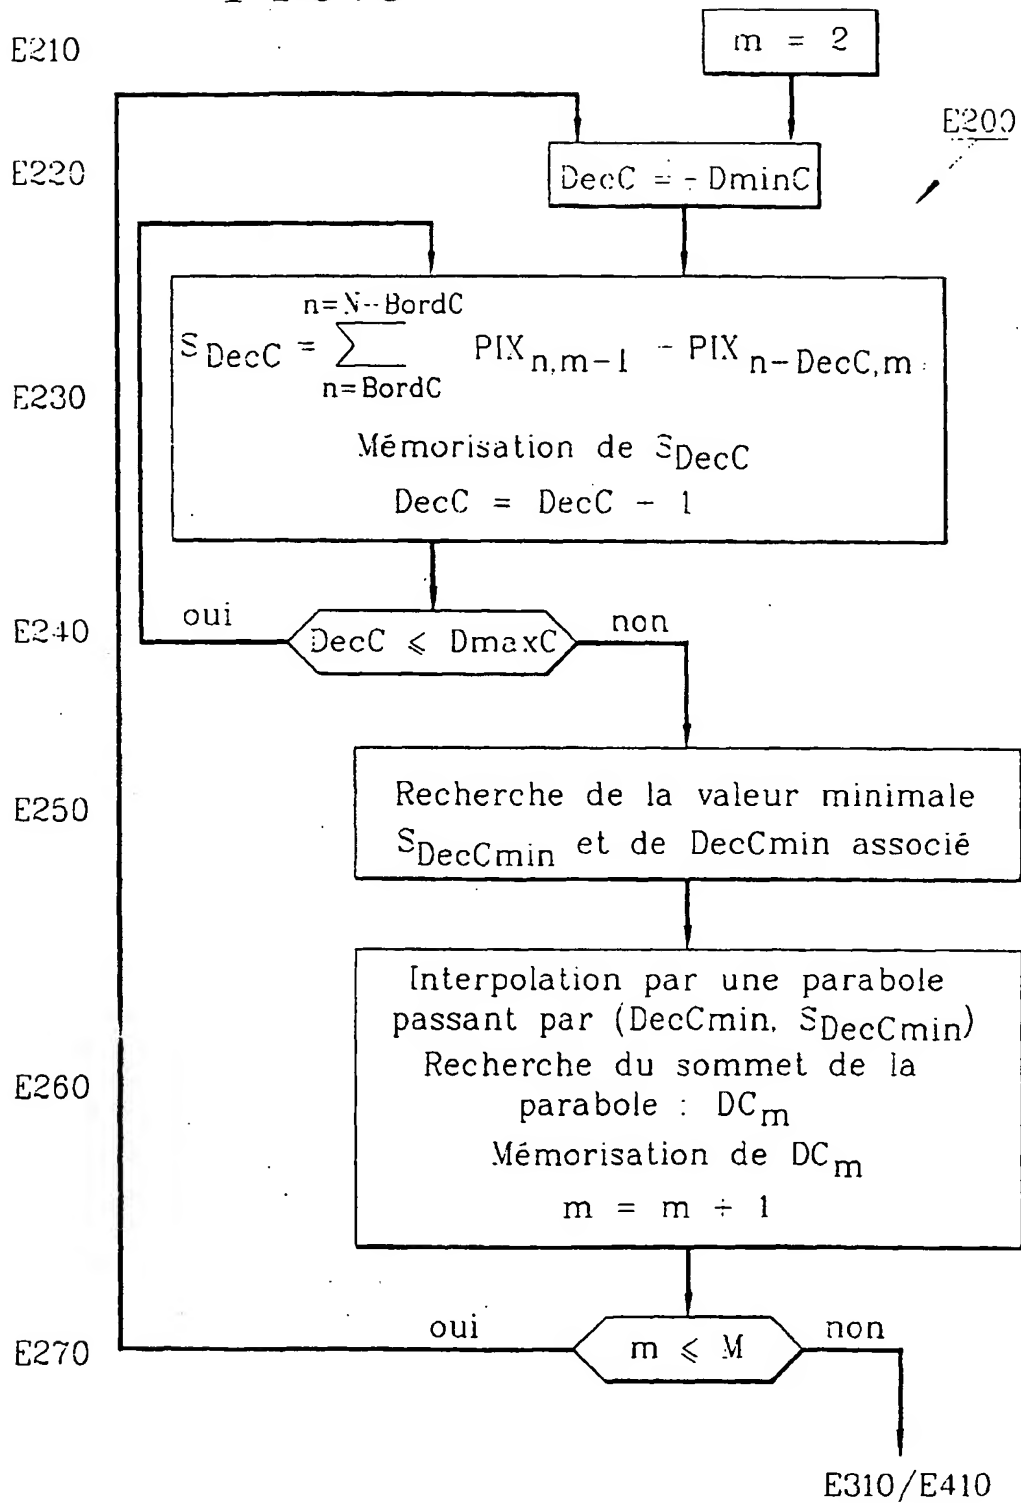 E210
m = 2
E200
E220
DecC = - DminC
n=N-BordC
S DecC = ∑ PIX n,m-1 - PIX n-DecC,m
n=BordC
E230
Mémorisation de S DecC
DecC = DecC - 1
E240
oui
DecC ⩽ DmaxC
non
E250
Recherche de la valeur minimale
S DecCmin et de DecCmin associé
Interpolation par une parabole
passant par (DecCmin, S DecCmin)
E260
Recherche du sommet de la
parabole : DC m
Mémorisation de DC m
m = m + 1
E270
oui
m ⩽ M
non
E310/E410